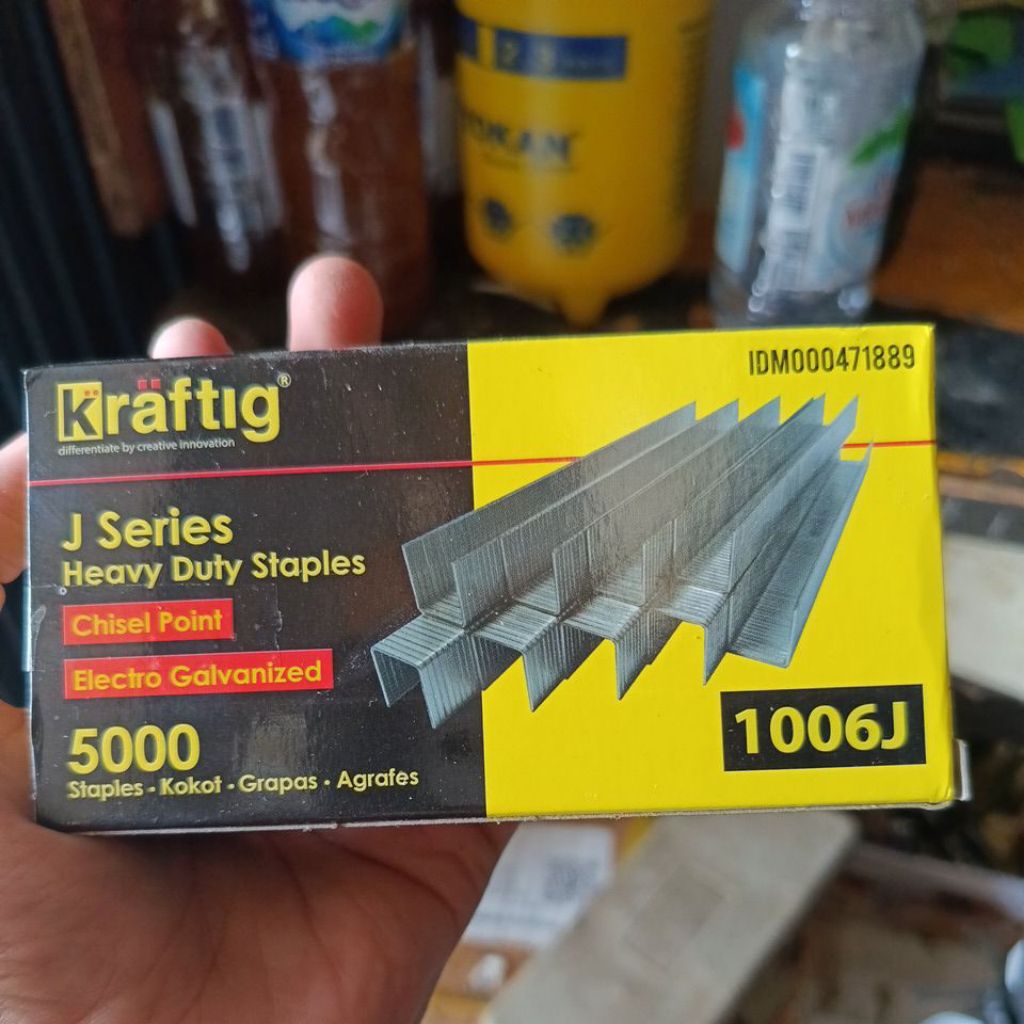 Kräftig®
differentiate by creative innovation
IDM000471889
J Series
Heavy Duty Staples
Chisel Point
Electro Galvanized
5000
Staples - Kokot - Grapas - Agrafes
1006J